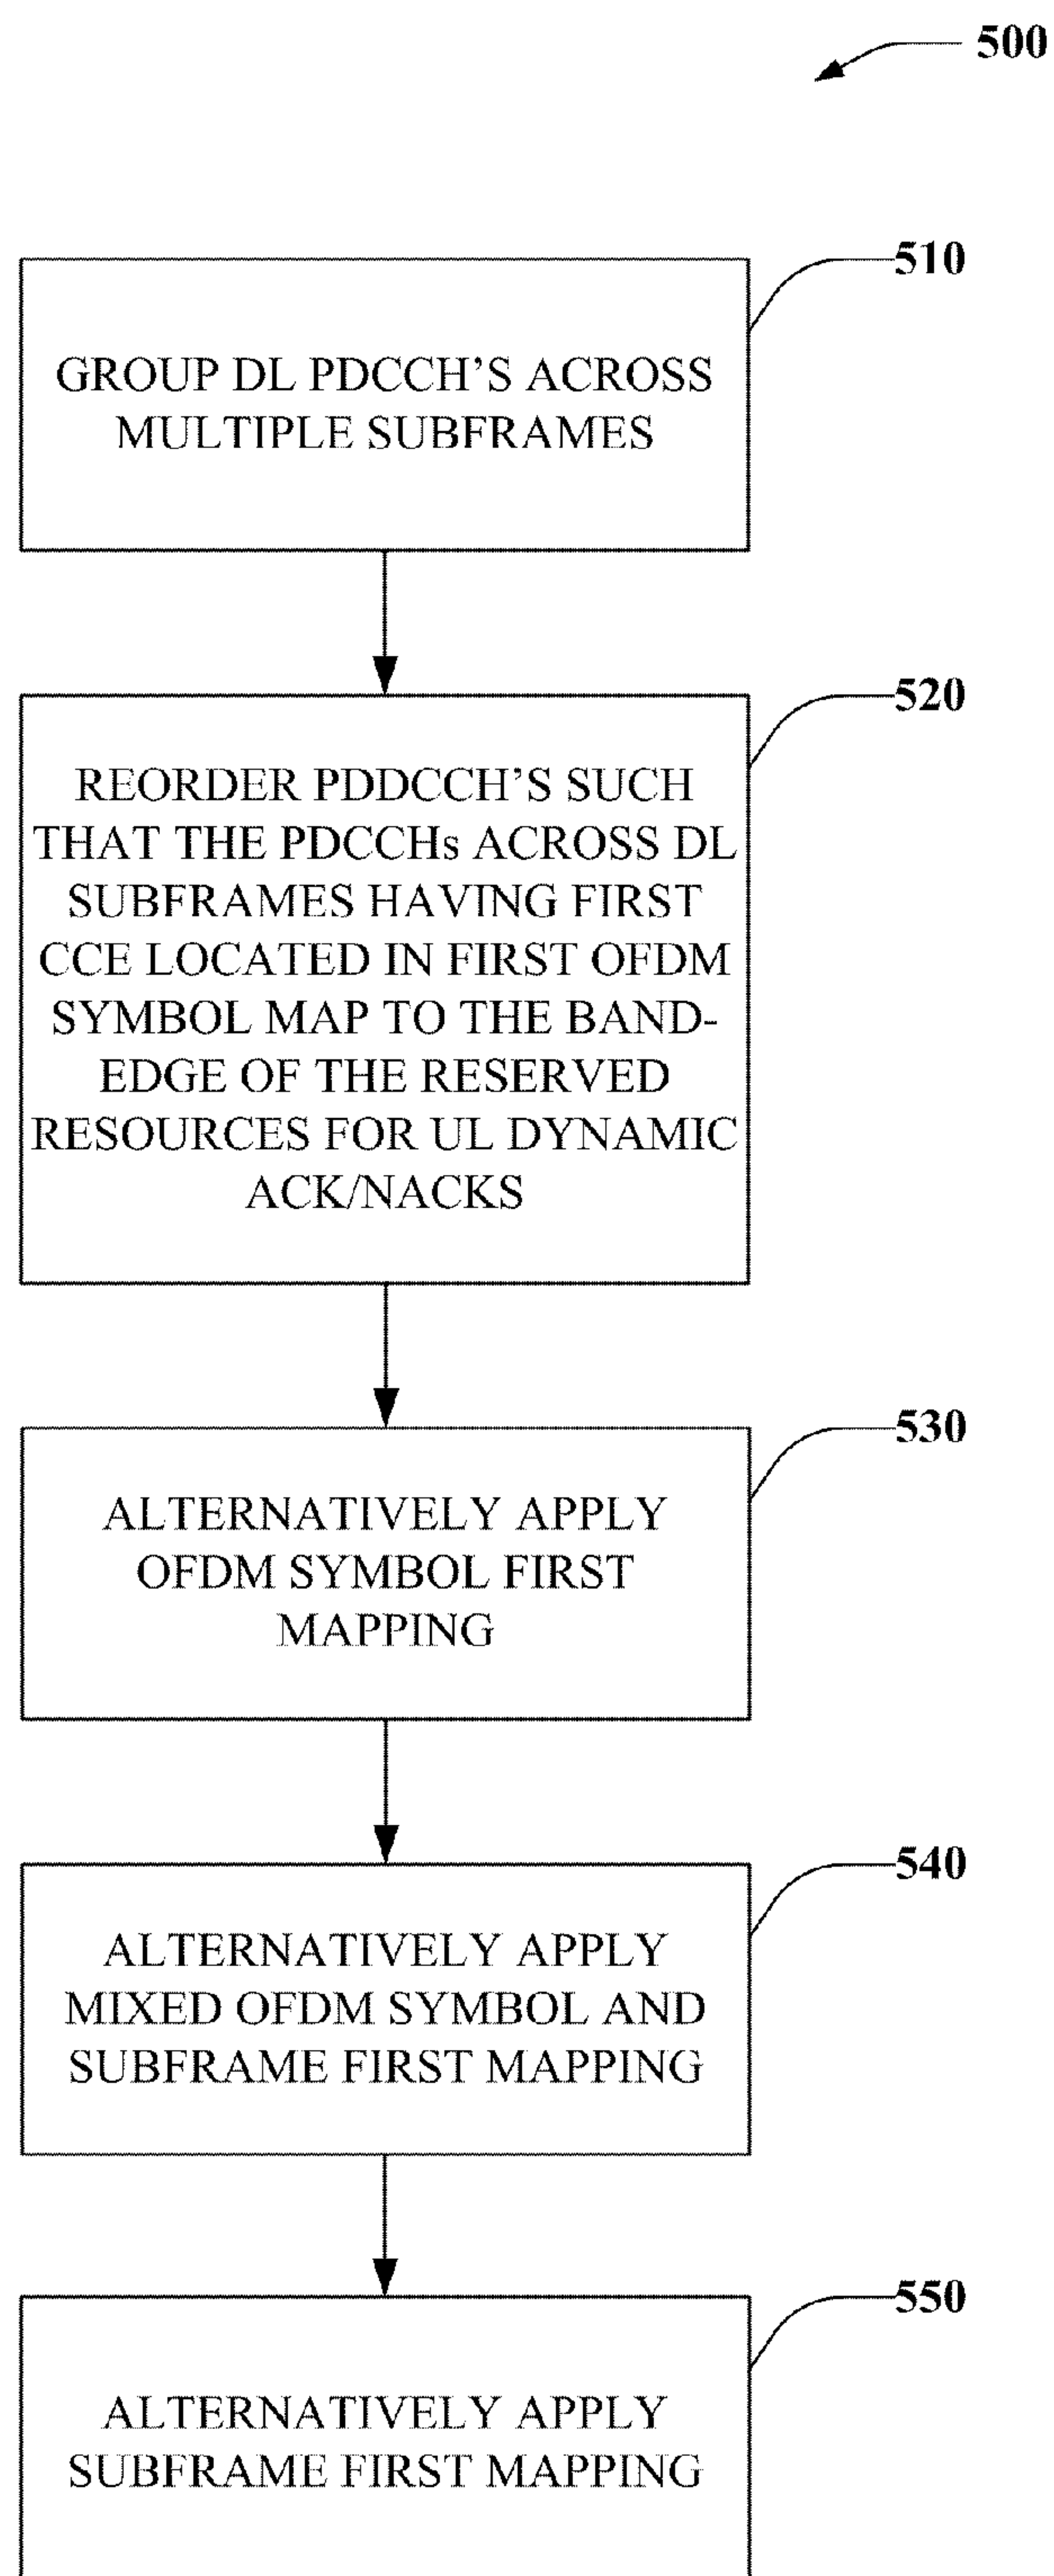 500
510
GROUP DL PDCCH'S ACROSS
MULTIPLE SUBFRAMES
520
REORDER PDDCCH'S SUCH
THAT THE PDCCHs ACROSS DL
SUBFRAMES HAVING FIRST
CCE LOCATED IN FIRST OFDM
SYMBOL MAP TO THE BAND-
EDGE OF THE RESERVED
RESOURCES FOR UL DYNAMIC
ACK/NACKS
530
ALTERNATIVELY APPLY
OFDM SYMBOL FIRST
MAPPING
540
ALTERNATIVELY APPLY
MIXED OFDM SYMBOL AND
SUBFRAME FIRST MAPPING
550
ALTERNATIVELY APPLY
SUBFRAME FIRST MAPPING